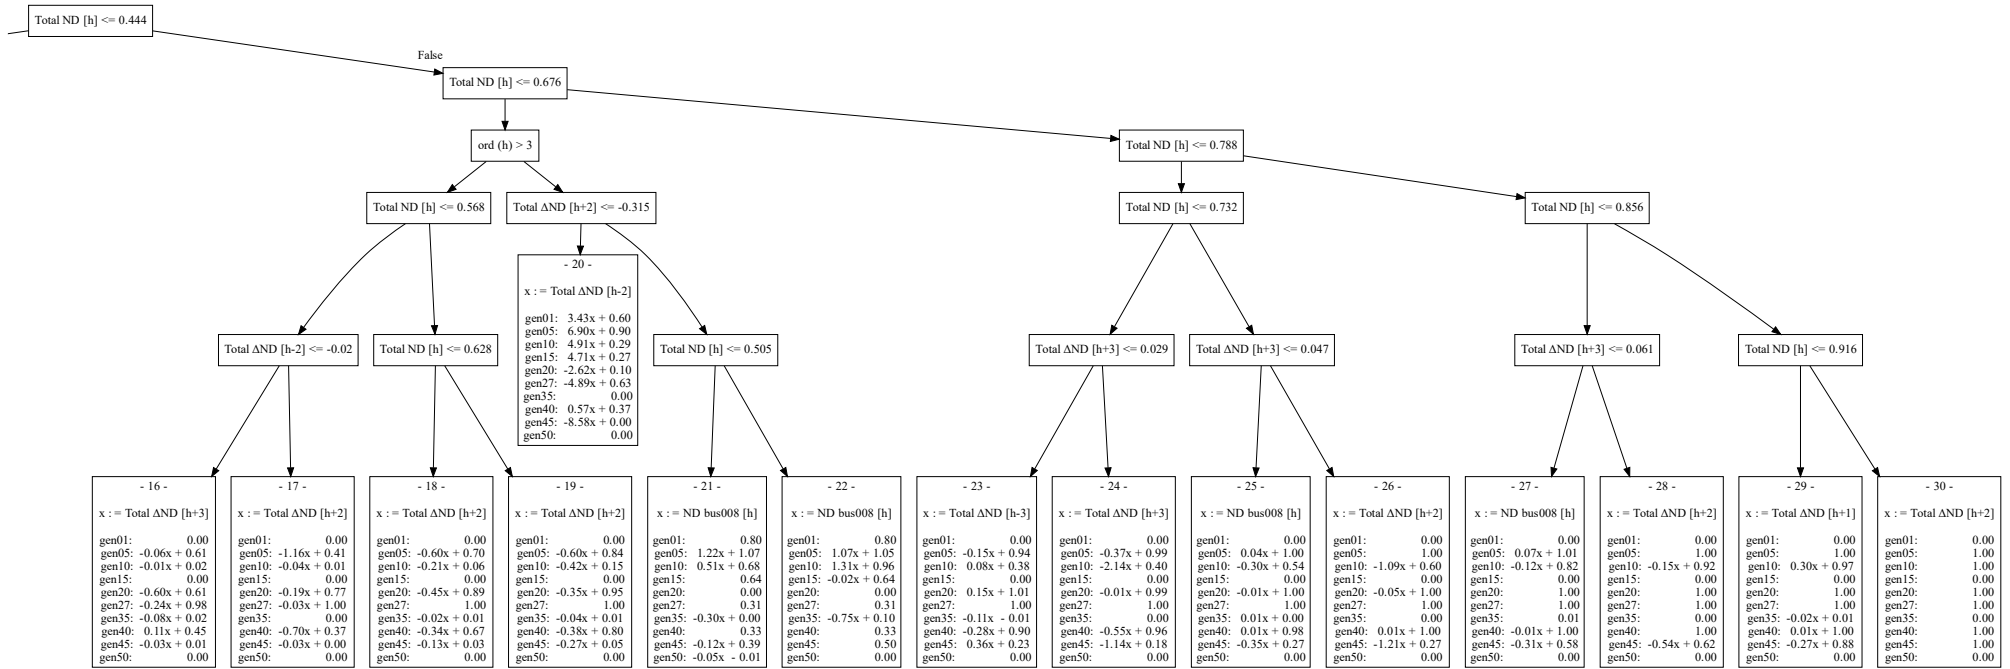 Total ND [h] <= 0.444
False
Total ND [h] <= 0.676
ord (h) > 3
Total ND [h] <= 0.788
Total ND [h] <= 0.568
Total ΔND [h+2] <= -0.315
Total ND [h] <= 0.732
Total ND [h] <= 0.856
- 20 -
x : = Total ΔND [h-2]
gen01: 3.43x + 0.60
gen05: 6.90x + 0.90
gen10: 4.91x + 0.29
gen15: 4.71x + 0.27
gen20: -2.62x + 0.10
gen27: -4.89x + 0.63
gen35: 0.00
gen40: 0.57x + 0.37
gen45: -8.58x + 0.00
gen50: 0.00
Total ΔND [h-2] <= -0.02
Total ND [h] <= 0.628
Total ND [h] <= 0.505
Total ΔND [h+3] <= 0.029
Total ΔND [h+3] <= 0.047
Total ΔND [h+3] <= 0.061
Total ND [h] <= 0.916
- 16 -
x : = Total ΔND [h+3]
gen01: 0.00
gen05: -0.06x + 0.61
gen10: -0.01x + 0.02
gen15: 0.00
gen20: -0.60x + 0.61
gen27: -0.24x + 0.98
gen35: -0.08x + 0.02
gen40: 0.11x + 0.45
gen45: -0.03x + 0.01
gen50: 0.00
- 17 -
x : = Total ΔND [h+2]
gen01: 0.00
gen05: -1.16x + 0.41
gen10: -0.04x + 0.01
gen15: 0.00
gen20: -0.19x + 0.77
gen27: -0.03x + 1.00
gen35: 0.00
gen40: -0.70x + 0.37
gen45: -0.03x + 0.00
gen50: 0.00
- 18 -
x : = Total ΔND [h+2]
gen01: 0.00
gen05: -0.60x + 0.70
gen10: -0.21x + 0.06
gen15: 0.00
gen20: -0.45x + 0.89
gen27: 1.00
gen35: -0.02x + 0.01
gen40: -0.34x + 0.67
gen45: -0.13x + 0.03
gen50: 0.00
- 19 -
x : = Total ΔND [h+2]
gen01: 0.00
gen05: -0.60x + 0.84
gen10: -0.42x + 0.15
gen15: 0.00
gen20: -0.35x + 0.95
gen27: 1.00
gen35: -0.04x + 0.01
gen40: -0.38x + 0.80
gen45: -0.27x + 0.05
gen50: 0.00
- 21 -
x : = ND bus008 [h]
gen01: 0.80
gen05: 1.22x + 1.07
gen10: 0.51x + 0.68
gen15: 0.64
gen20: 0.00
gen27: 0.31
gen35: -0.30x + 0.00
gen40: 0.33
gen45: -0.12x + 0.39
gen50: -0.05x - 0.01
- 22 -
x : = ND bus008 [h]
gen01: 0.80
gen05: 1.07x + 1.05
gen10: 1.31x + 0.96
gen15: -0.02x + 0.64
gen20: 0.00
gen27: 0.31
gen35: -0.75x + 0.10
gen40: 0.33
gen45: 0.50
gen50: 0.00
- 23 -
x : = Total ΔND [h-3]
gen01: 0.00
gen05: -0.15x + 0.94
gen10: 0.08x + 0.38
gen15: 0.00
gen20: 0.15x + 1.01
gen27: 1.00
gen35: -0.11x - 0.01
gen40: -0.28x + 0.90
gen45: 0.36x + 0.23
gen50: 0.00
- 24 -
x : = Total ΔND [h+3]
gen01: 0.00
gen05: -0.37x + 0.99
gen10: -2.14x + 0.40
gen15: 0.00
gen20: -0.01x + 0.99
gen27: 1.00
gen35: 0.00
gen40: -0.55x + 0.96
gen45: -1.14x + 0.18
gen50: 0.00
- 25 -
x : = ND bus008 [h]
gen01: 0.00
gen05: 0.04x + 1.00
gen10: -0.30x + 0.54
gen15: 0.00
gen20: -0.01x + 1.00
gen27: 1.00
gen35: 0.01x + 0.00
gen40: 0.01x + 0.98
gen45: -0.35x + 0.27
gen50: 0.00
- 26 -
x : = Total ΔND [h+2]
gen01: 0.00
gen05: 1.00
gen10: -1.09x + 0.60
gen15: 0.00
gen20: -0.05x + 1.00
gen27: 1.00
gen35: 0.00
gen40: 0.01x + 1.00
gen45: -1.21x + 0.27
gen50: 0.00
- 27 -
x : = ND bus008 [h]
gen01: 0.00
gen05: 0.07x + 1.01
gen10: -0.12x + 0.82
gen15: 0.00
gen20: 1.00
gen27: 1.00
gen35: 0.01
gen40: -0.01x + 1.00
gen45: -0.31x + 0.58
gen50: 0.00
- 28 -
x : = Total ΔND [h+2]
gen01: 0.00
gen05: 1.00
gen10: -0.15x + 0.92
gen15: 0.00
gen20: 1.00
gen27: 1.00
gen35: 0.00
gen40: 1.00
gen45: -0.54x + 0.62
gen50: 0.00
- 29 -
x : = Total ΔND [h+1]
gen01: 0.00
gen05: 1.00
gen10: 0.30x + 0.97
gen15: 0.00
gen20: 1.00
gen27: 1.00
gen35: -0.02x + 0.01
gen40: 0.01x + 1.00
gen45: -0.27x + 0.88
gen50: 0.00
- 30 -
x : = Total ΔND [h+2]
gen01: 0.00
gen05: 1.00
gen10: 1.00
gen15: 0.00
gen20: 1.00
gen27: 1.00
gen35: 0.00
gen40: 1.00
gen45: 1.00
gen50: 0.00